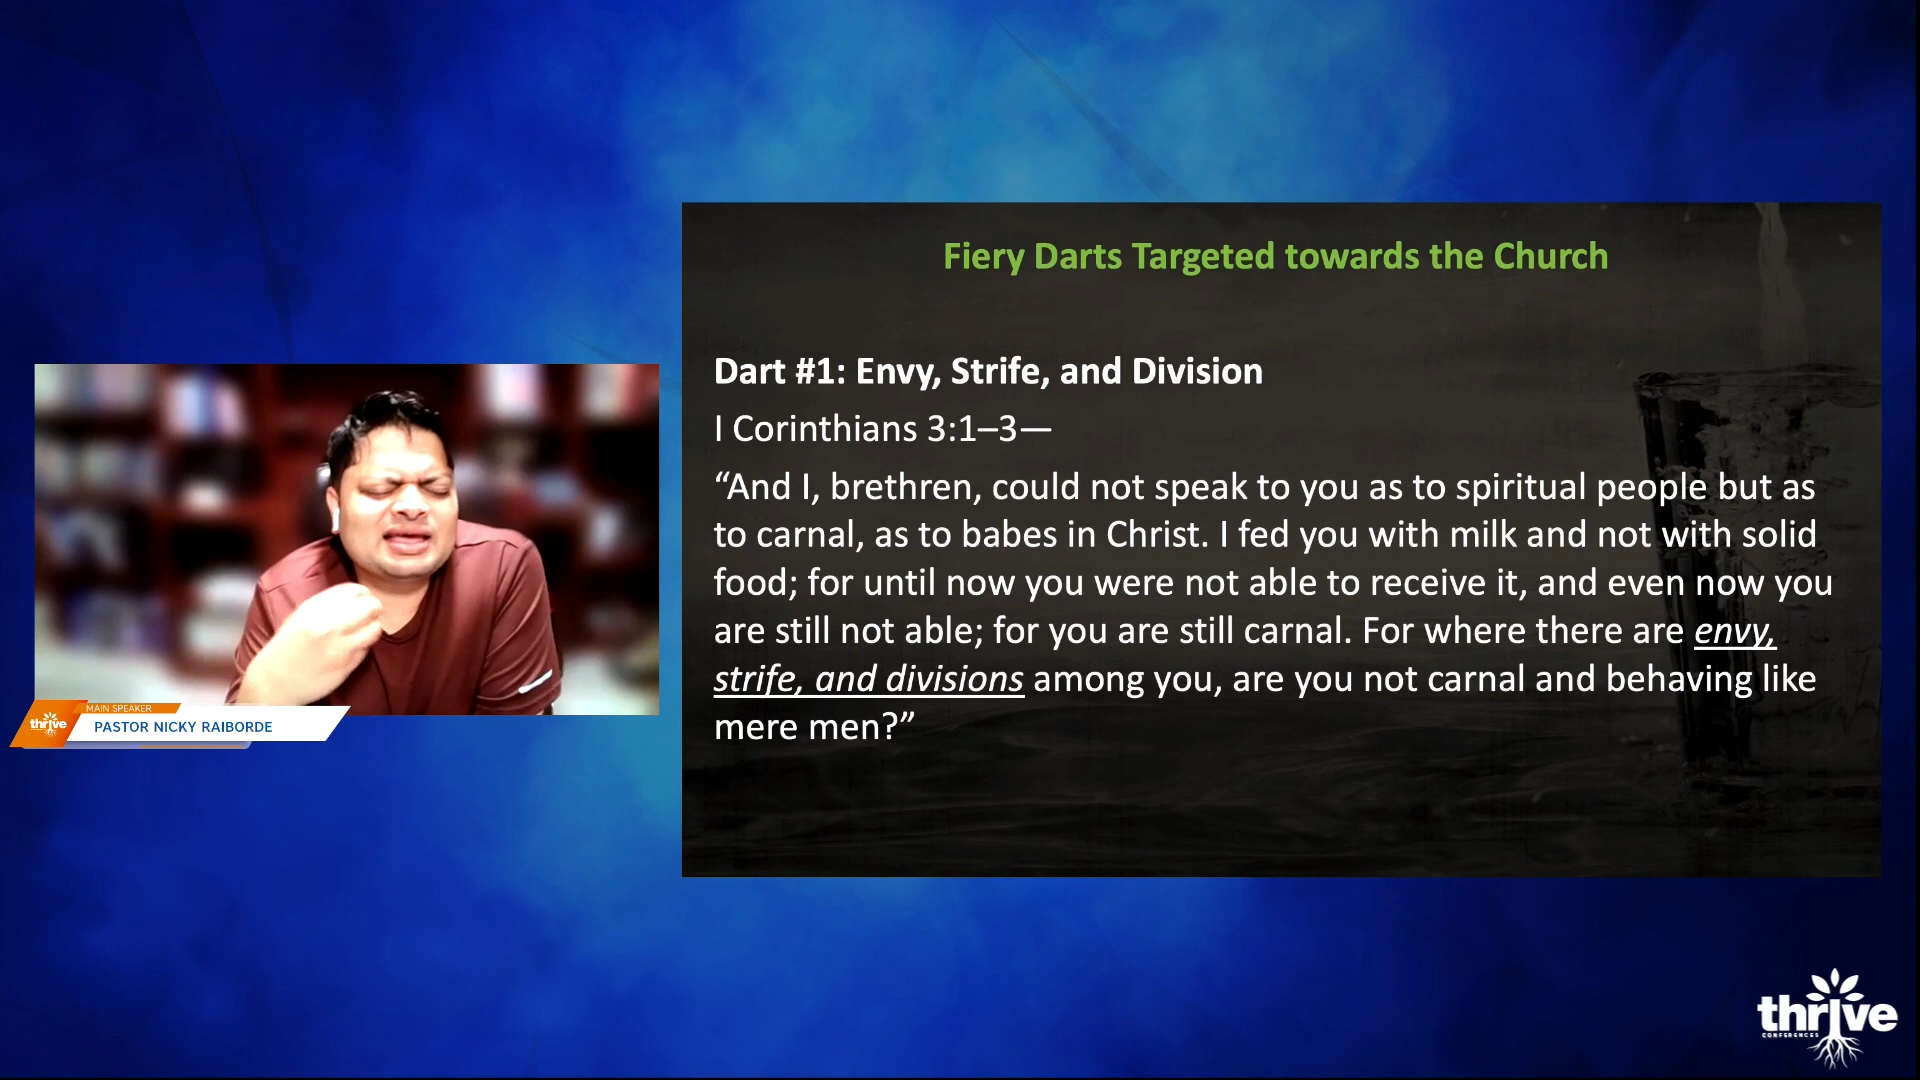 Fiery Darts Targeted towards the Church
Dart #1: Envy, Strife, and Division
I Corinthians 3:1–3—
“And I, brethren, could not speak to you as to spiritual people but as
to carnal, as to babes in Christ. I fed you with milk and not with solid
food; for until now you were not able to receive it, and even now you
are still not able; for you are still carnal. For where there are envy,
strife, and divisions among you, are you not carnal and behaving like
mere men?”
MAIN SPEAKER
thrive
PASTOR NICKY RAIBORDE
thrive
CONFERENCES